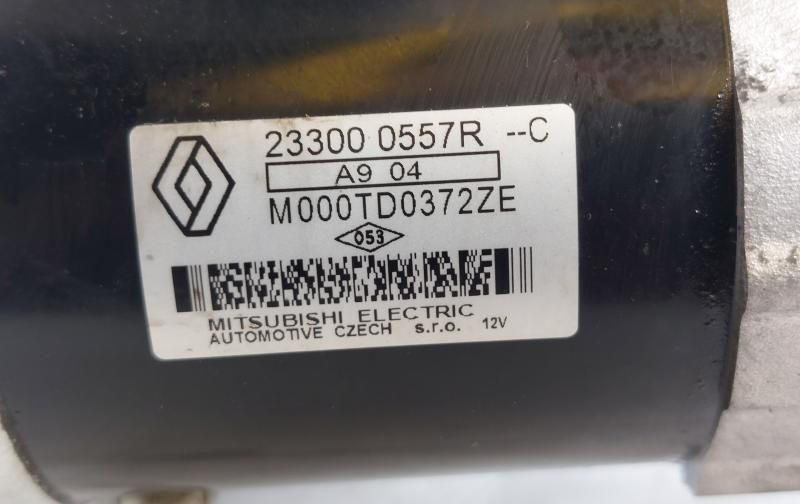 23300 0557R --C
A9 04
M000TD0372ZE
053
MITSUBISHI ELECTRIC
AUTOMOTIVE CZECH s.r.o. 12V